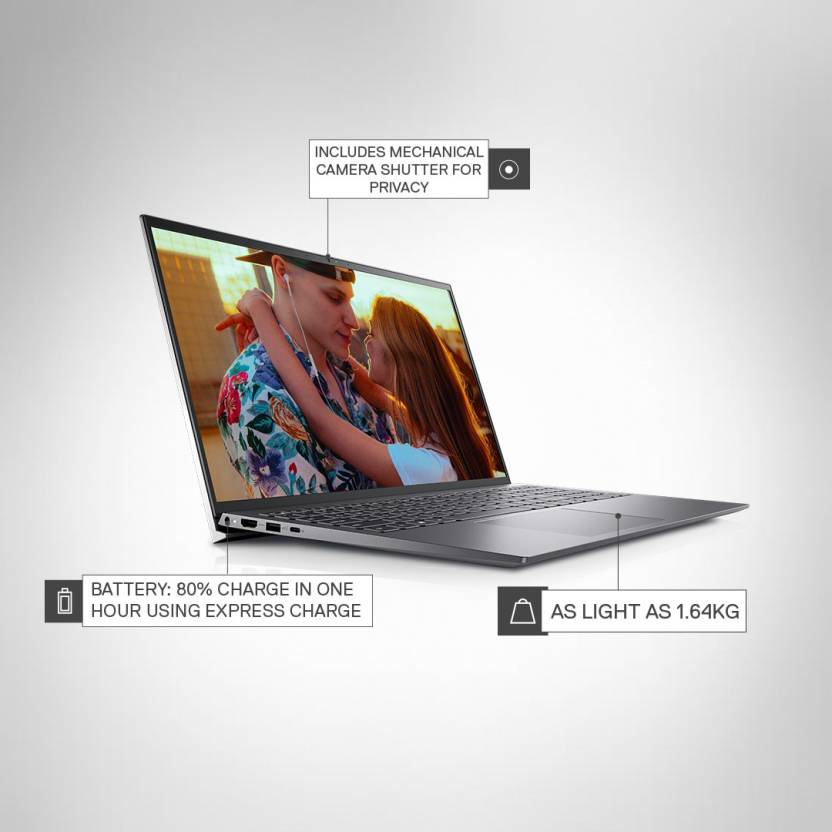 INCLUDES MECHANICAL
CAMERA SHUTTER FOR
PRIVACY
BATTERY: 80% CHARGE IN ONE
HOUR USING EXPRESS CHARGE
AS LIGHT AS 1.64KG